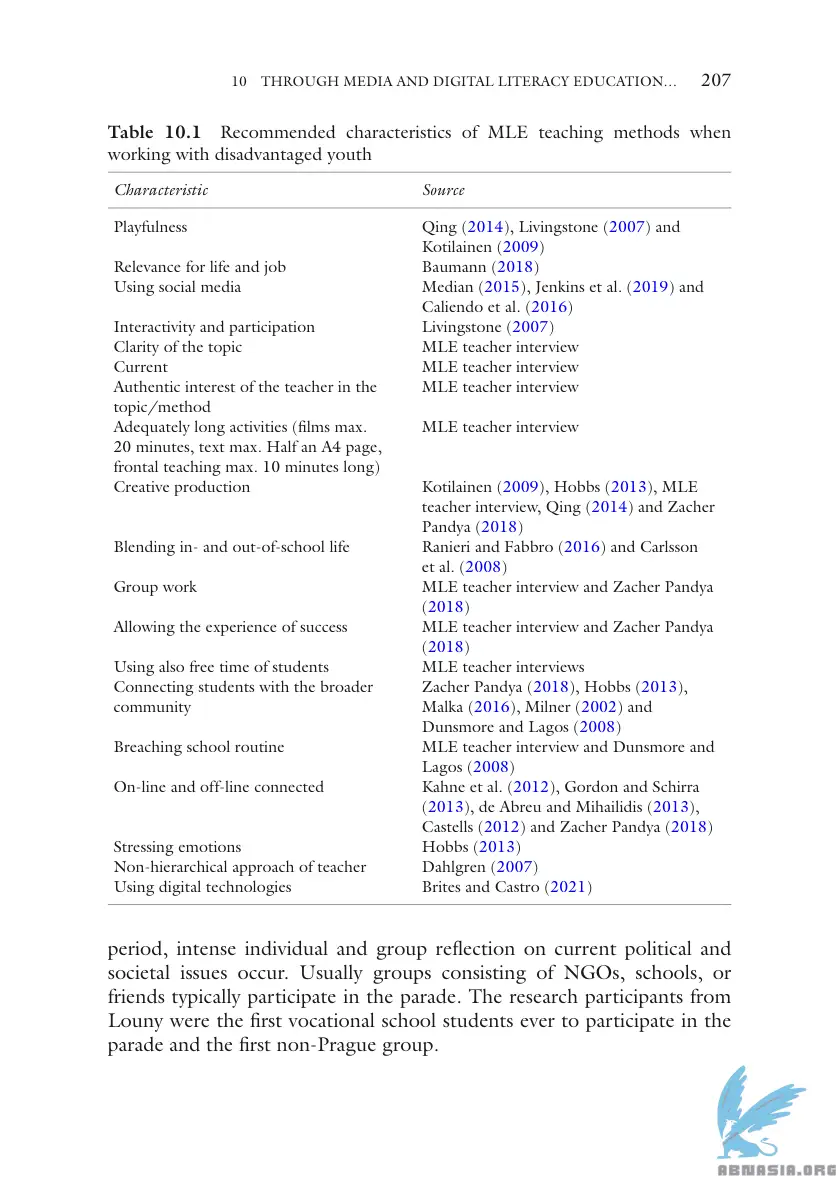 10 THROUGH MEDIA AND DIGITAL LITERACY EDUCATION… 207
Table 10.1 Recommended characteristics of MLE teaching methods when
working with disadvantaged youth
Characteristic Source
Playfulness Qing (2014), Livingstone (2007) and
Kotilainen (2009)
Relevance for life and job Baumann (2018)
Using social media Median (2015), Jenkins et al. (2019) and
Caliendo et al. (2016)
Interactivity and participation Livingstone (2007)
Clarity of the topic MLE teacher interview
Current MLE teacher interview
Authentic interest of the teacher in the MLE teacher interview
topic/method
Adequately long activities (films max. MLE teacher interview
20 minutes, text max. Half an A4 page,
frontal teaching max. 10 minutes long)
Creative production Kotilainen (2009), Hobbs (2013), MLE
teacher interview, Qing (2014) and Zacher
Pandya (2018)
Blending in- and out-of-school life Ranieri and Fabbro (2016) and Carlsson
et al. (2008)
Group work MLE teacher interview and Zacher Pandya
(2018)
Allowing the experience of success MLE teacher interview and Zacher Pandya
(2018)
Using also free time of students MLE teacher interviews
Connecting students with the broader Zacher Pandya (2018), Hobbs (2013),
community Malka (2016), Milner (2002) and
Dunsmore and Lagos (2008)
Breaching school routine MLE teacher interview and Dunsmore and
Lagos (2008)
On-line and off-line connected Kahne et al. (2012), Gordon and Schirra
(2013), de Abreu and Mihailidis (2013),
Castells (2012) and Zacher Pandya (2018)
Stressing emotions Hobbs (2013)
Non-hierarchical approach of teacher Dahlgren (2007)
Using digital technologies Brites and Castro (2021)
period, intense individual and group reflection on current political and
societal issues occur. Usually groups consisting of NGOs, schools, or
friends typically participate in the parade. The research participants from
Louny were the first vocational school students ever to participate in the
parade and the first non-Prague group.
ABNASIA.ORG